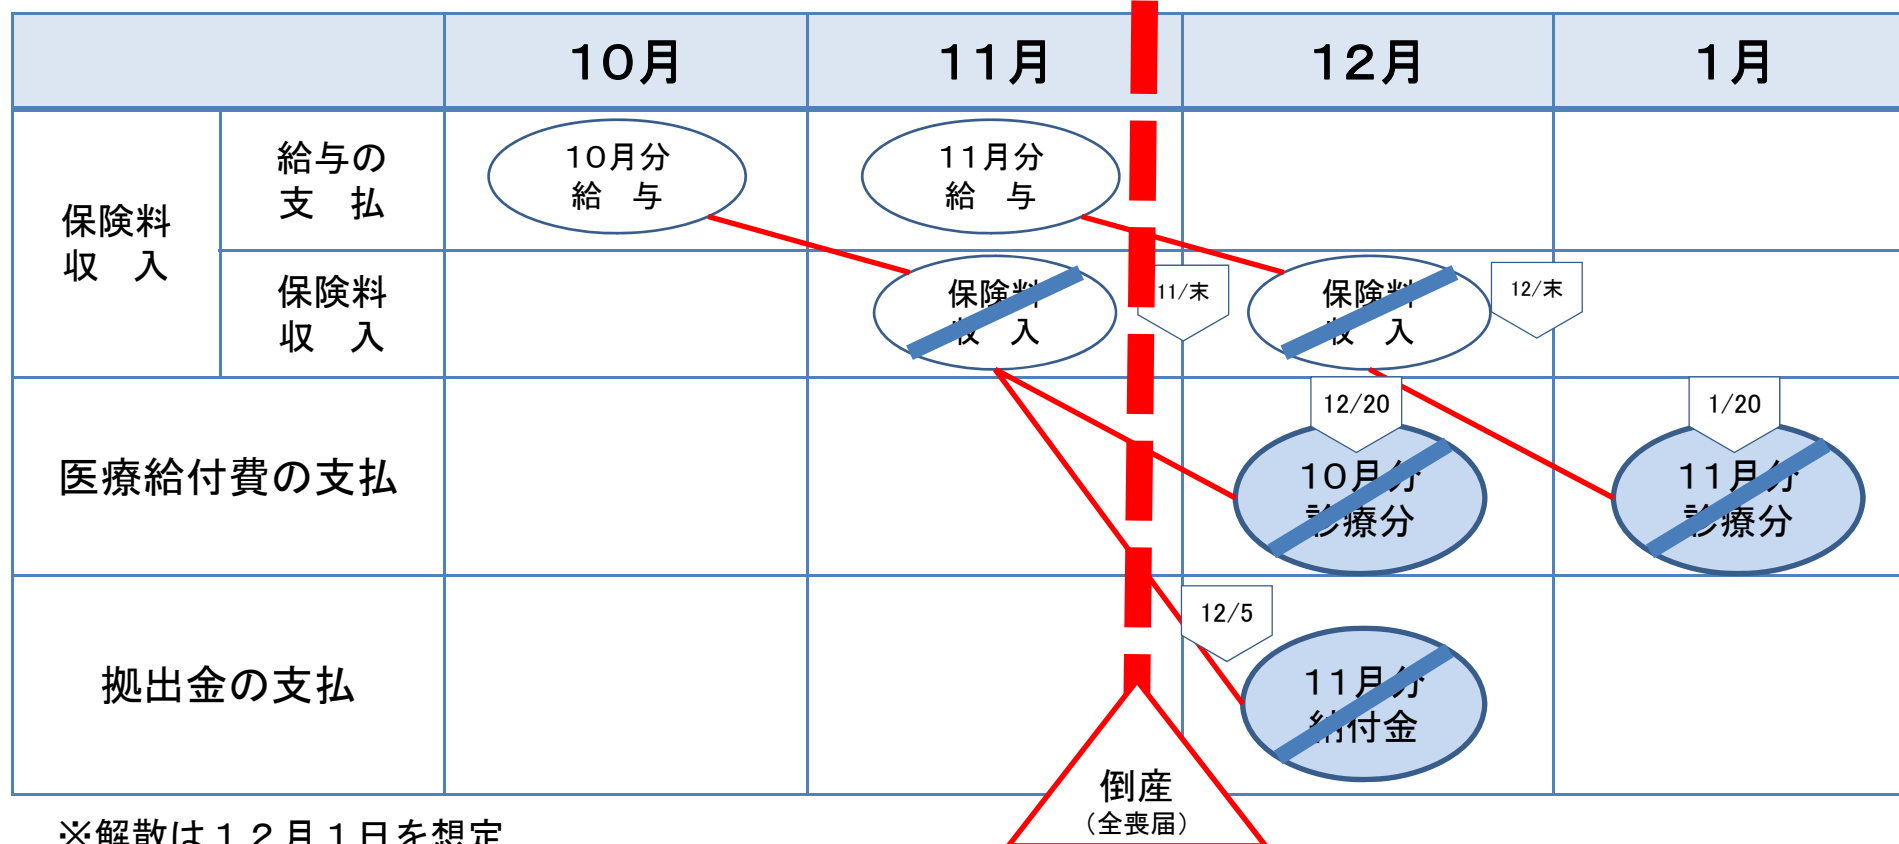 10月
11月
12月
1月
保険料
収　入
給与の
支　払
10月分
給　与
11月分
給　与
保険料
収　入
保険料
収　入
11/末
保険料
収　入
12/末
医療給付費の支払
12/20
10月分
診療分
1/20
11月分
診療分
拠出金の支払
12/5
11月分
納付金
倒産
（全喪届）
※解散は１２月１日を想定